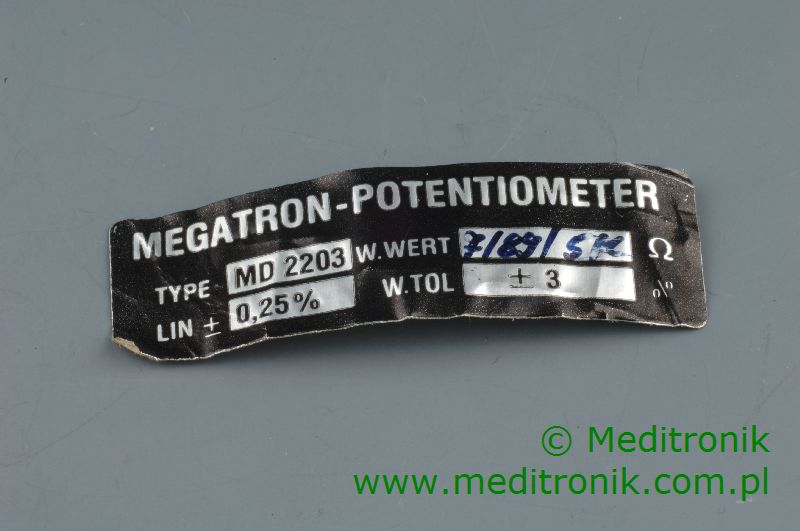 MEGATRON-POTENTIOMETER
TYPE MD 2203 W.WERT 7/89/5K Ω
LIN ± 0,25% W.TOL ± 3 %
© Meditronik
www.meditronik.com.pl